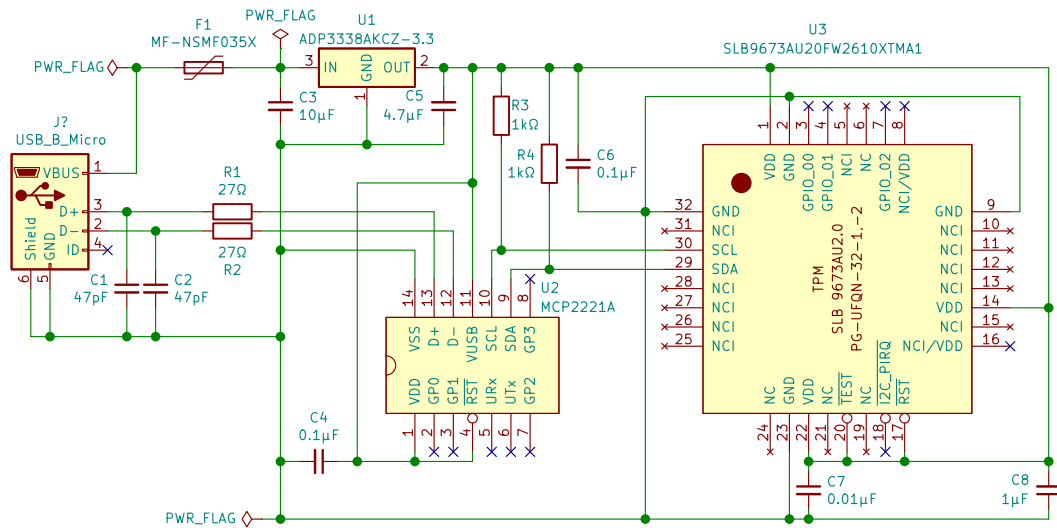 PWR_FLAG
F1
MF-NSMF035X
PWR_FLAG
U1
ADP3338AKCZ-3.3
3
IN
GND
OUT
2
1
C3
10µF
C5
4.7µF
R3
1kΩ
R4
1kΩ
C6
0.1µF
U3
SLB9673AU20FW2610XTMA1
J?
USB_B_Micro
VBUS
1
D+
3
D-
2
ID
4
Shield
GND
6
5
R1
27Ω
27Ω
R2
C1
47pF
C2
47pF
U2
MCP2221A
14
13
12
11
10
9
8
VSS
D+
D-
VUSB
SCL
SDA
GP3
VDD
GP0
GP1
RST
URx
UTx
GP2
1
2
3
4
5
6
7
C4
0.1µF
PWR_FLAG
1
2
3
4
5
6
7
8
VDD
GND
GPIO_00
GPIO_01
NCI
NC
GPIO_02
NCI/VDD
32
GND
31
NCI
30
SCL
29
SDA
28
NCI
27
NCI
26
NCI
25
NCI
TPM
SLB 9673AU2.0
PG-UFQN-32-1,-2
GND
9
NCI
10
NCI
11
NCI
12
NCI
13
VDD
14
NCI
15
NCI/VDD
16
NC
GND
VDD
NC
TEST
NC
I2C_PIRQ
RST
24
23
22
21
20
19
18
17
C7
0.01µF
C8
1µF